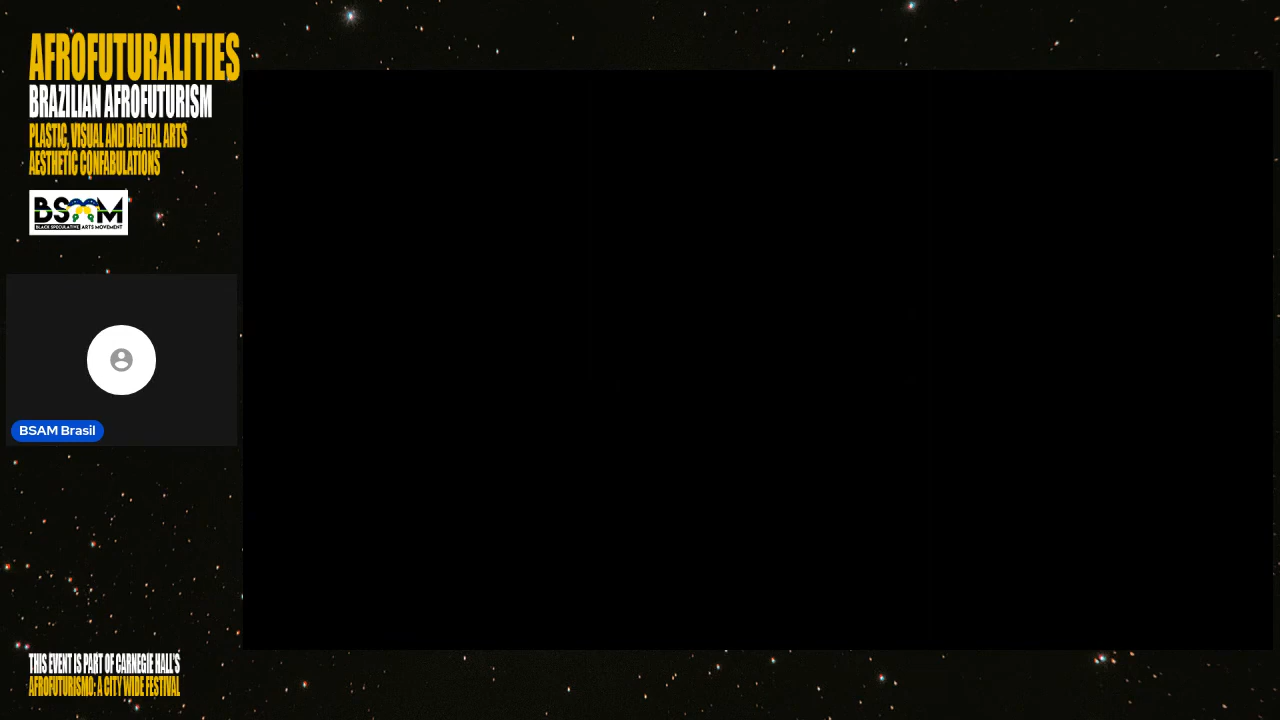 AFROFUTURALITIES
BRAZILIAN AFROFUTURISM
PLASTIC, VISUAL AND DIGITAL ARTS
AESTHETIC CONFABULATIONS
BSAM
BLACK SPECULATIVE ARTS MOVEMENT
BSAM Brasil
THIS EVENT IS PART OF CARNEGIE HALL'S
AFROFUTURISMO: A CITY WIDE FESTIVAL